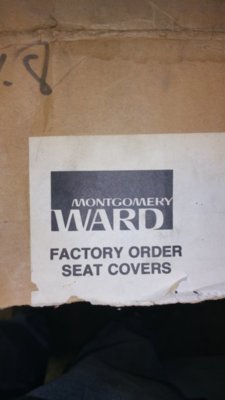 MONTGOMERY
WARD
FACTORY ORDER
SEAT COVERS